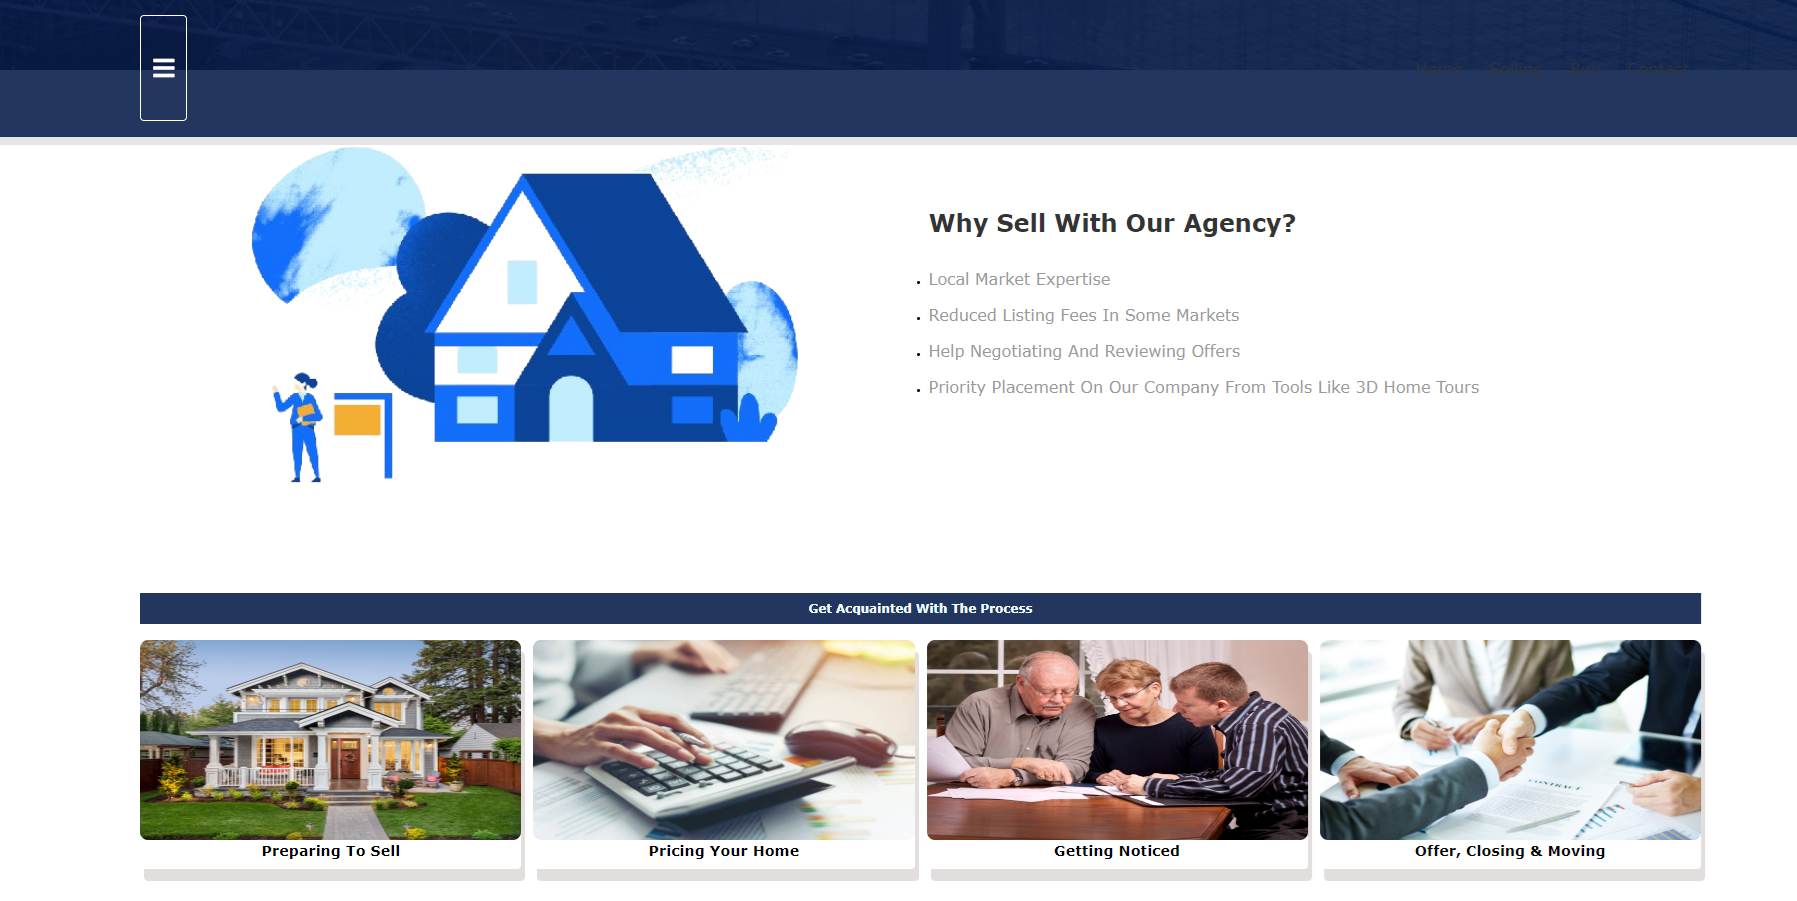 Home Selling Buy Contact
Why Sell With Our Agency?
Local Market Expertise
Reduced Listing Fees In Some Markets
Help Negotiating And Reviewing Offers
Priority Placement On Our Company From Tools Like 3D Home Tours
Get Acquainted With The Process
CONTRACT
Preparing To Sell
Pricing Your Home
Getting Noticed
Offer, Closing & Moving